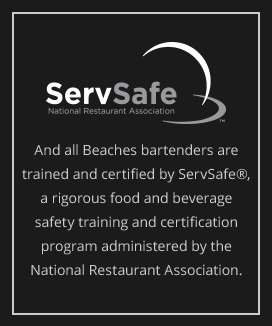 ServSafe
National Restaurant Association
™
And all Beaches bartenders are
trained and certified by ServSafe®,
a rigorous food and beverage
safety training and certification
program administered by the
National Restaurant Association.